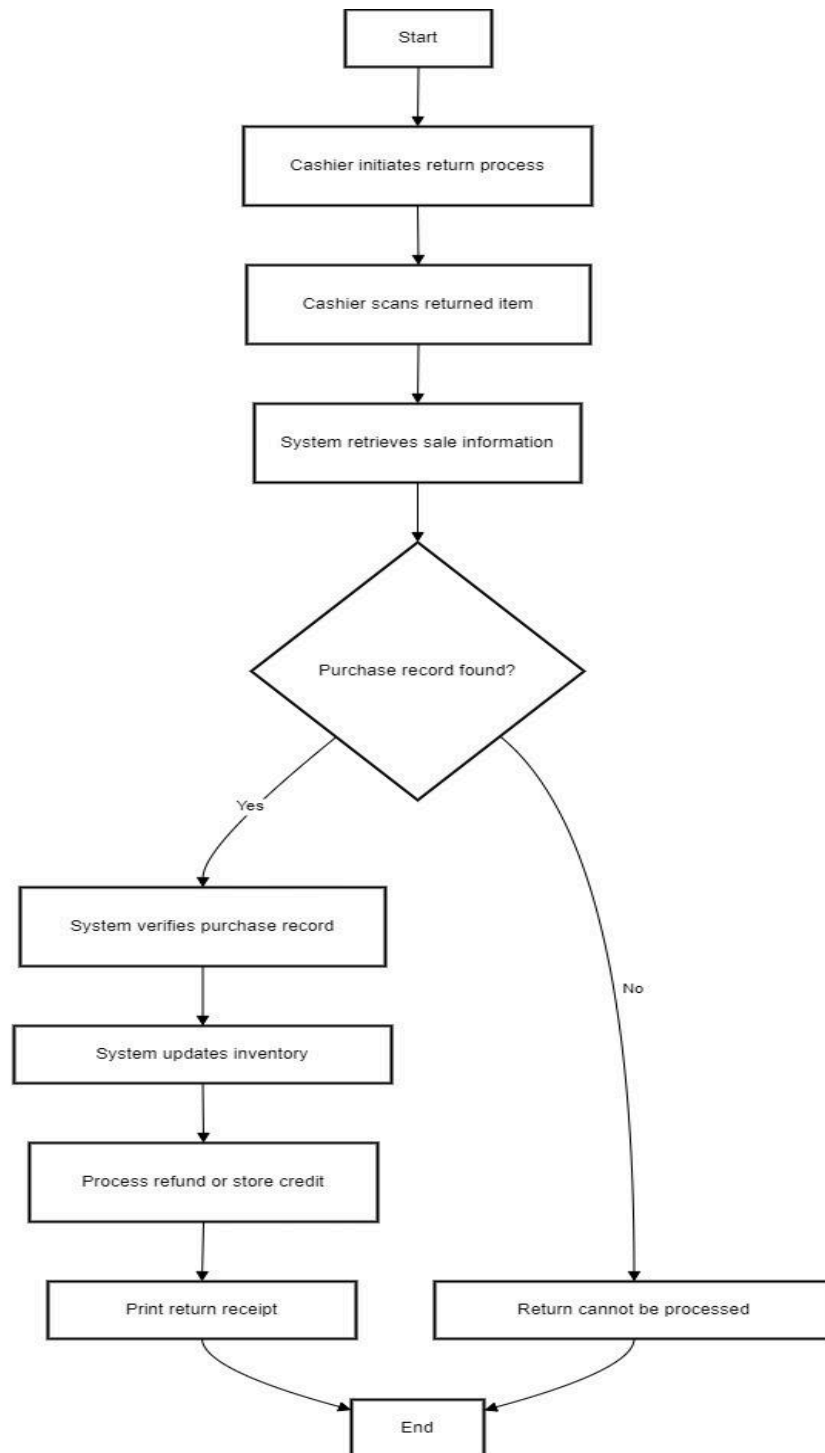 Start
Cashier initiates return process
Cashier scans returned item
System retrieves sale information
Purchase record found?
Yes
System verifies purchase record
No
System updates inventory
Process refund or store credit
Print return receipt
Return cannot be processed
End